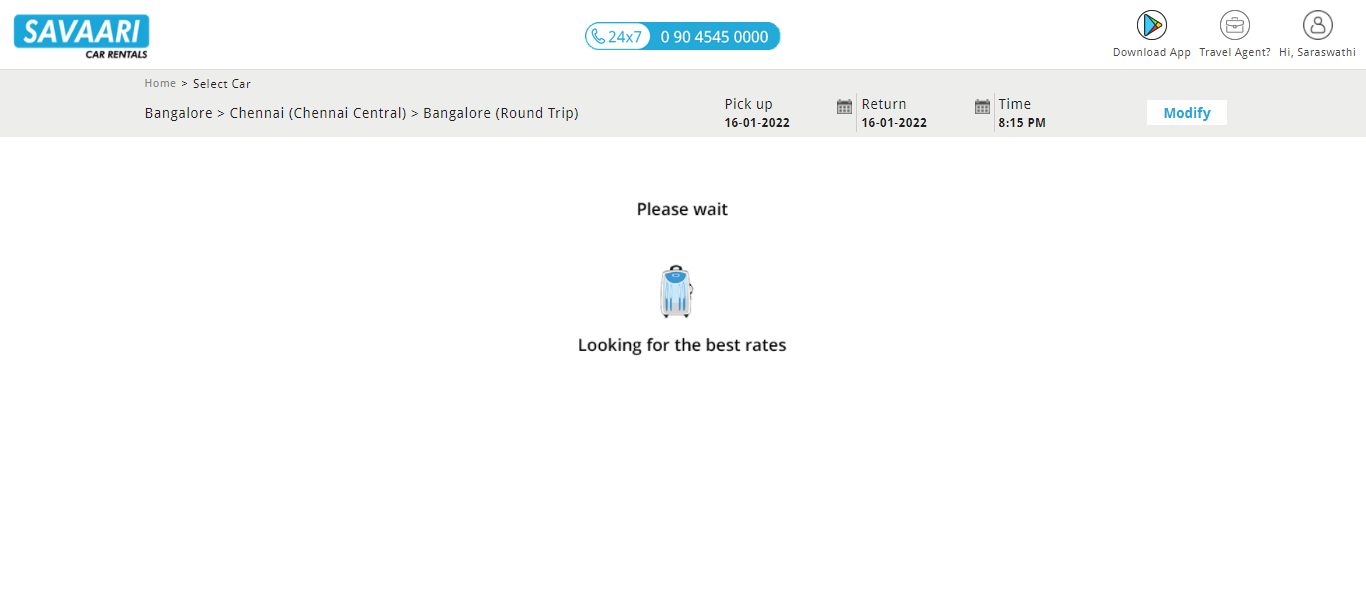 SAVAARI
CAR RENTALS
24x7 0 90 4545 0000
Download App Travel Agent? Hi, Saraswathi
Home > Select Car
Bangalore > Chennai (Chennai Central) > Bangalore (Round Trip)
Pick up
16-01-2022
Return
16-01-2022
Time
8:15 PM
Modify
Please wait
Looking for the best rates